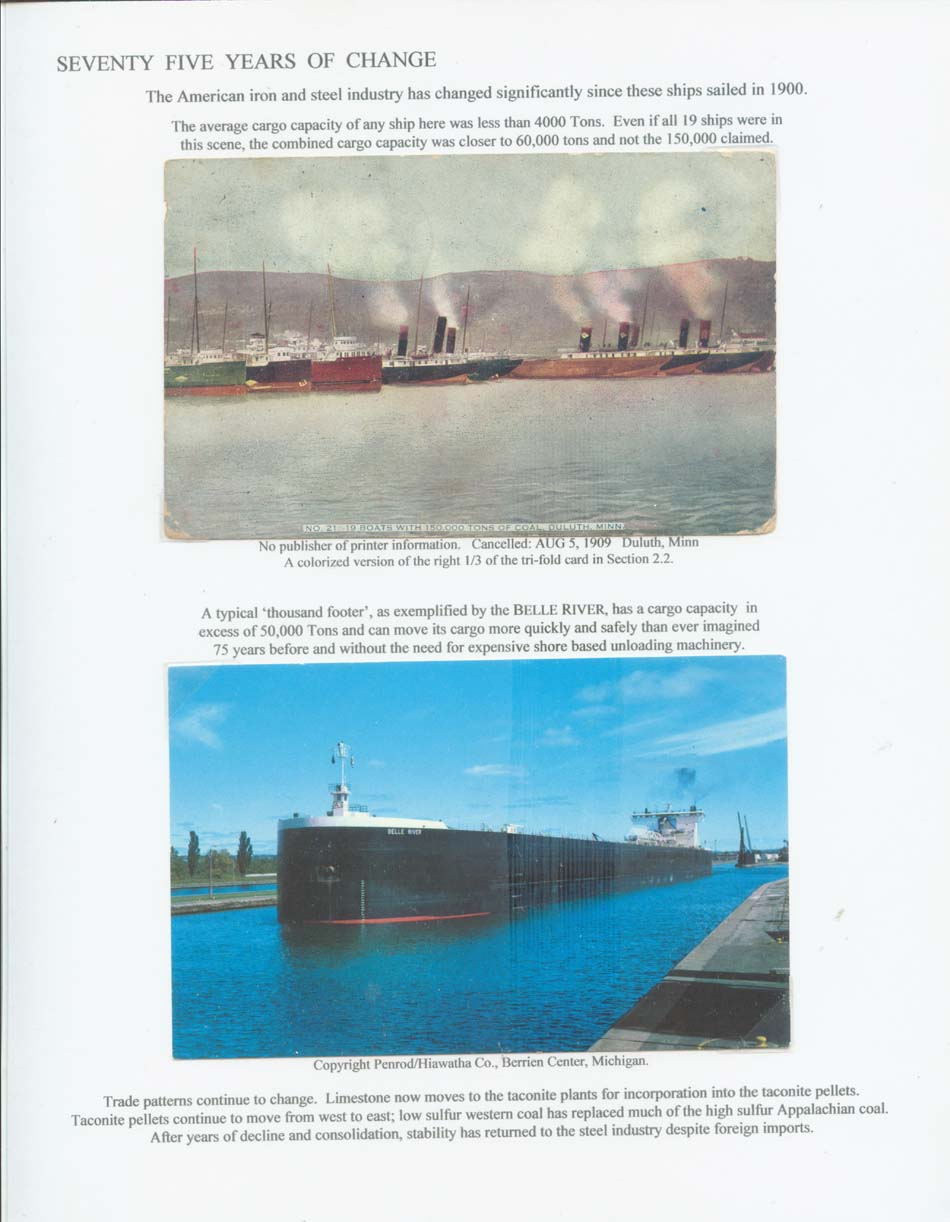 SEVENTY FIVE YEARS OF CHANGE
The American iron and steel industry has changed significantly since these ships sailed in 1900.
The average cargo capacity of any ship here was less than 4000 Tons. Even if all 19 ships were in
this scene, the combined cargo capacity was closer to 60,000 tons and not the 150,000 claimed.
NO. 21-19 BOATS WITH 150,000 TONS OF COAL, DULUTH, MINN.
No publisher of printer information. Cancelled: AUG 5, 1909 Duluth, Minn
A colorized version of the right 1/3 of the tri-fold card in Section 2.2.
A typical 'thousand footer', as exemplified by the BELLE RIVER, has a cargo capacity in
excess of 50,000 Tons and can move its cargo more quickly and safely than ever imagined
75 years before and without the need for expensive shore based unloading machinery.
BELLE RIVER
Copyright Penrod/Hiawatha Co., Berrien Center, Michigan.
Trade patterns continue to change. Limestone now moves to the taconite plants for incorporation into the taconite pellets.
Taconite pellets continue to move from west to east; low sulfur western coal has replaced much of the high sulfur Appalachian coal.
After years of decline and consolidation, stability has returned to the steel industry despite foreign imports.